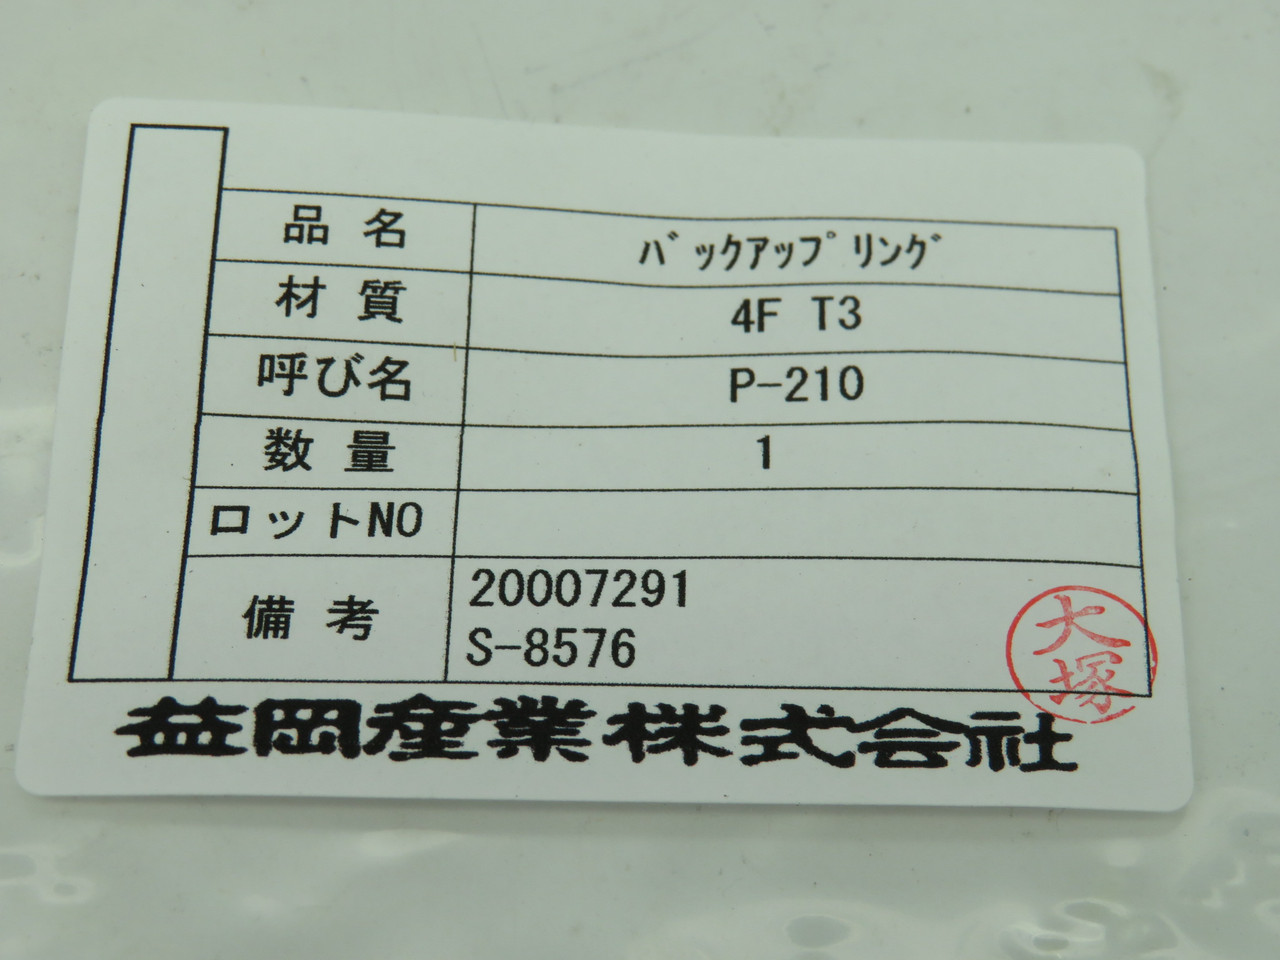 品名 ﾊﾞｯｸｱｯﾌﾟﾘﾝｸﾞ
材質 4F T3
呼び名 P-210
数量 1
ロットNO
備考 20007291
S-8576
大塚
益岡産業株式会社